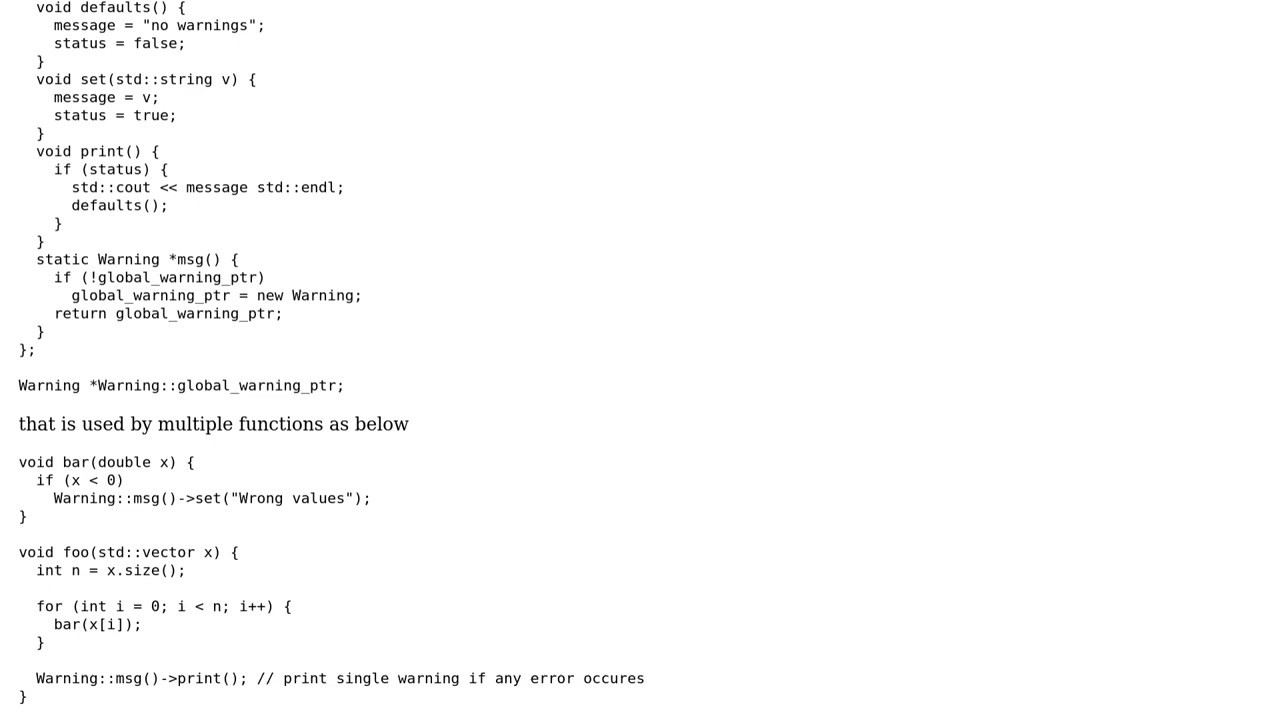 void defaults() {
message = "no warnings";
status = false;
}
void set(std::string v) {
message = v;
status = true;
}
void print() {
if (status) {
std::cout << message std::endl;
defaults();
}
}
static Warning *msg() {
if (!global_warning_ptr)
global_warning_ptr = new Warning;
return global_warning_ptr;
}
};
Warning *Warning::global_warning_ptr;
that is used by multiple functions as below
void bar(double x) {
if (x < 0)
Warning::msg()->set("Wrong values");
}
void foo(std::vector x) {
int n = x.size();
for (int i = 0; i < n; i++) {
bar(x[i]);
}
Warning::msg()->print(); // print single warning if any error occures
}